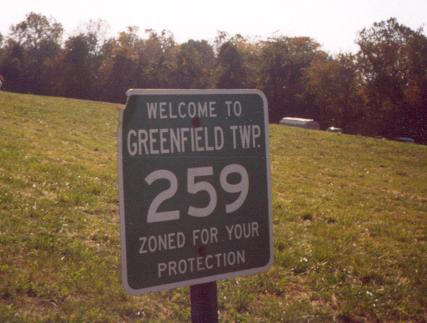 WELCOME TO
GREENFIELD TWP.
259
ZONED FOR YOUR
PROTECTION